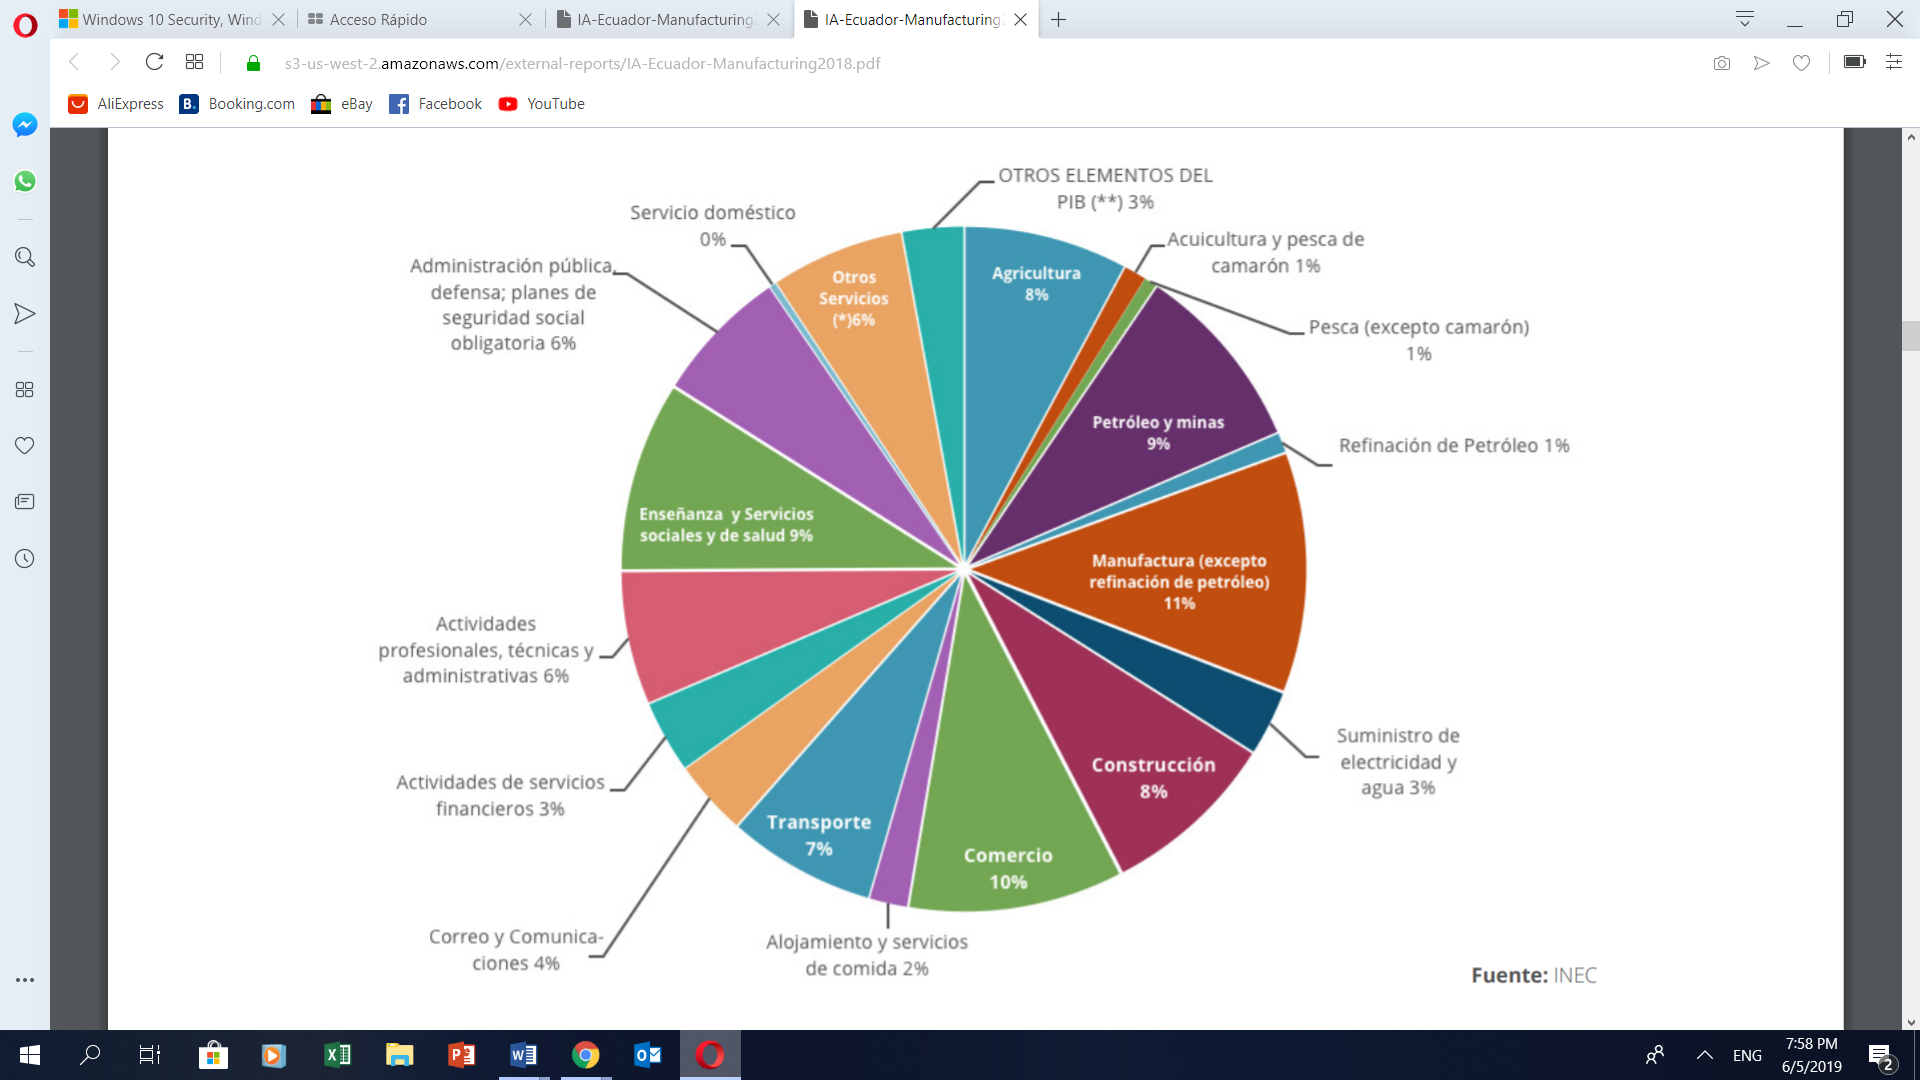 Windows 10 Security, Wind
Acceso Rápido
IA-Ecuador-Manufacturing2
IA-Ecuador-Manufacturing2
s3-us-west-2.amazonaws.com/external-reports/IA-Ecuador-Manufacturing2018.pdf
AliExpress
B.
Booking.com
eBay
Facebook
YouTube
OTROS ELEMENTOS DEL
PIB (**) 3%
Servicio doméstico
0%
Acuicultura y pesca de
camarón 1%
Administración pública,
defensa; planes de
seguridad social
obligatoria 6%
Otros
Servicios
(*)6%
Agricultura
8%
Pesca (excepto camarón)
1%
Petróleo y minas
9%
Refinación de Petróleo 1%
Enseñanza y Servicios
sociales y de salud 9%
Manufactura (excepto
refinación de petróleo)
11%
Actividades
profesionales, técnicas y
administrativas 6%
Suministro de
electricidad y
agua 3%
Construcción
8%
Actividades de servicios
financieros 3%
Transporte
7%
Comercio
10%
Correo y Comunica-
ciones 4%
Alojamiento y servicios
de comida 2%
Fuente: INEC
ENG
7:58 PM
6/5/2019
2